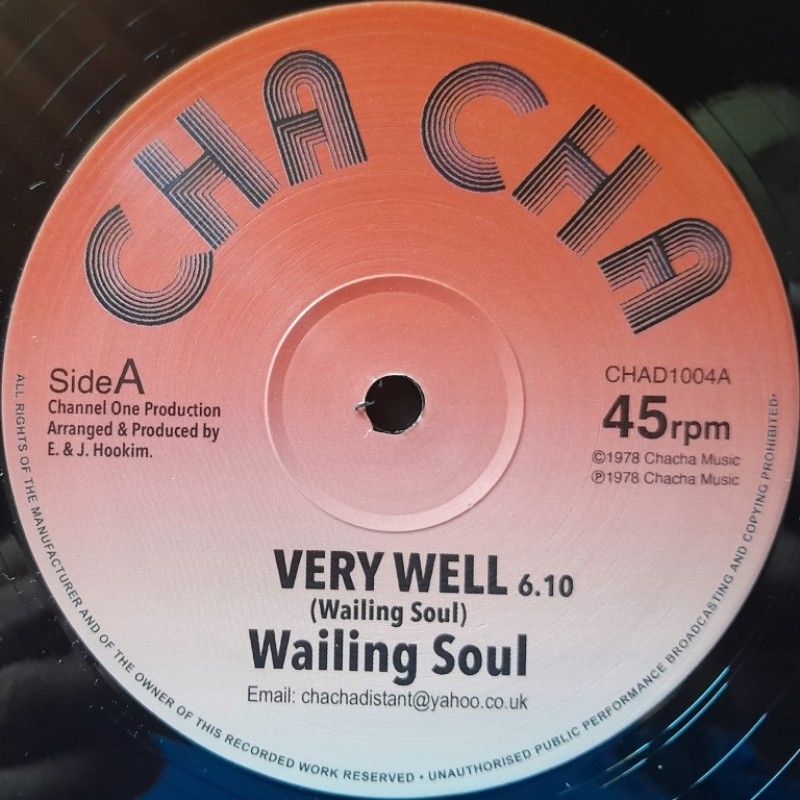 CHA CHA
Side A
Channel One Production
Arranged & Produced by
E. & J. Hookim.
CHAD1004A
45rpm
©1978 Chacha Music
℗1978 Chacha Music
VERY WELL 6.10
(Wailing Soul)
Wailing Soul
Email: chachadistant@yahoo.co.uk
ALL RIGHTS OF THE MANUFACTURER AND OF THE OWNER OF THIS RECORDED WORK RESERVED • UNAUTHORISED PUBLIC PERFORMANCE BROADCASTING AND COPYING PROHIBITED•